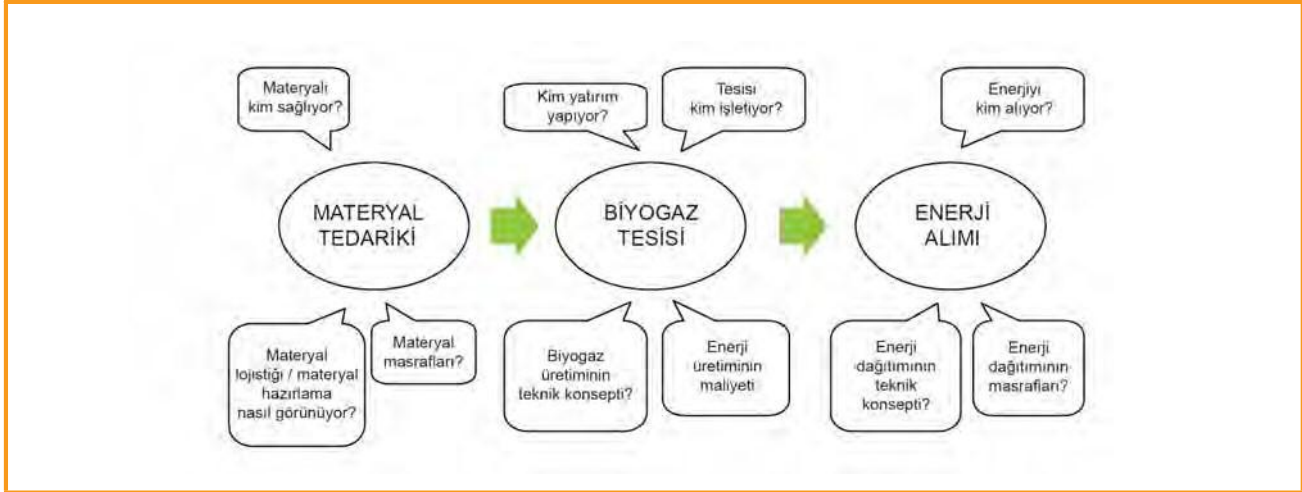 Materyali
kim sağlıyor?
Kim yatırım
yapıyor?
Tesisi
kim işletiyor?
Enerjiyi
kim alıyor?
MATERYAL
TEDARİKİ
BİYOGAZ
TESİSİ
ENERJİ
ALIMI
Materyal
lojistiği / materyal
hazırlama
nasıl görünüyor?
Materyal
masrafları?
Biyogaz
üretiminin
teknik konsepti?
Enerji
üretiminin
maliyeti
Enerji
dağıtımının
teknik
konsepti?
Enerji
dağıtımının
masrafları?